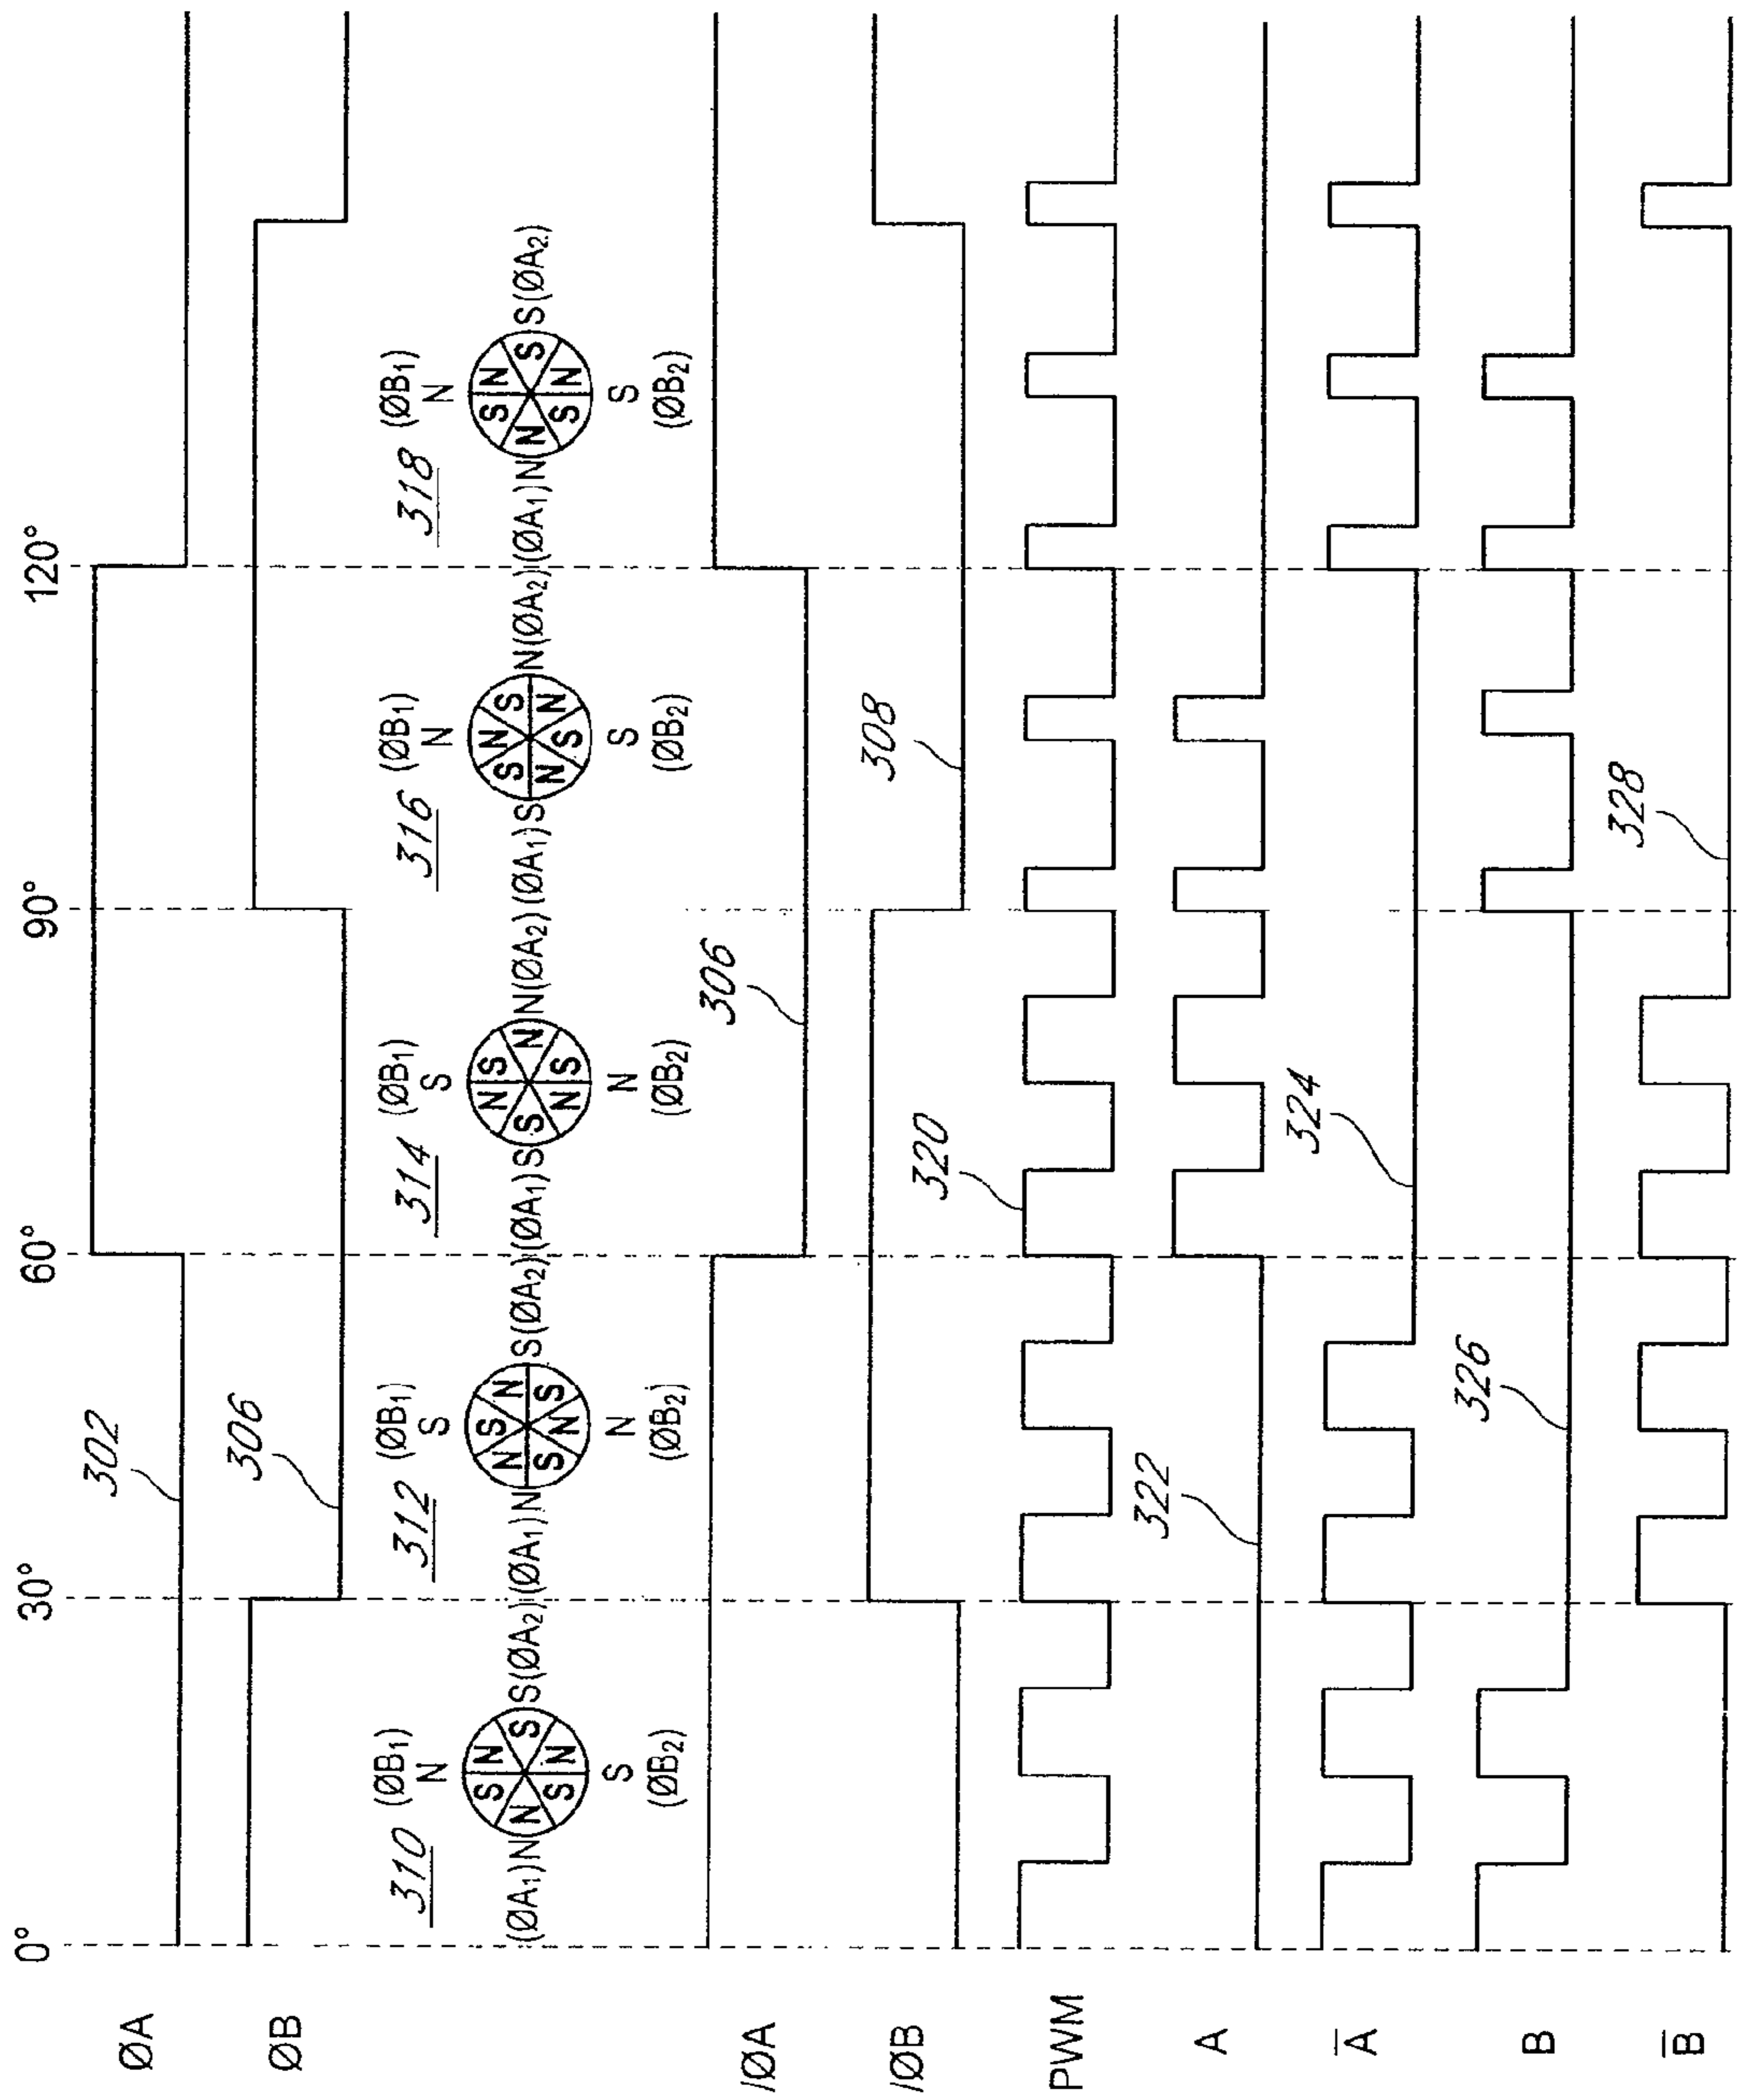 0° 30° 60° 90° 120°
ØA 302
ØB 306
310 (ØB₁) 312 (ØB₁) 314 (ØB₁) 316 (ØB₁) 318 (ØB₁)
N S S N N
S N N S N N S S N S S N
(ØA₁)N N S S(ØA₂) (ØA₁)N S(ØA₂) (ØA₁)S S N N(ØA₂) (ØA₁)S N(ØA₂) (ØA₁)N N S S(ØA₂)
S N S N S N S N S N S N
S N N S S
(ØB₂) (ØB₂) (ØB₂) (ØB₂) (ØB₂)
/ØA 306
/ØB 308
PWM 320
A 322
A̅ 324
B 326
B̅ 328